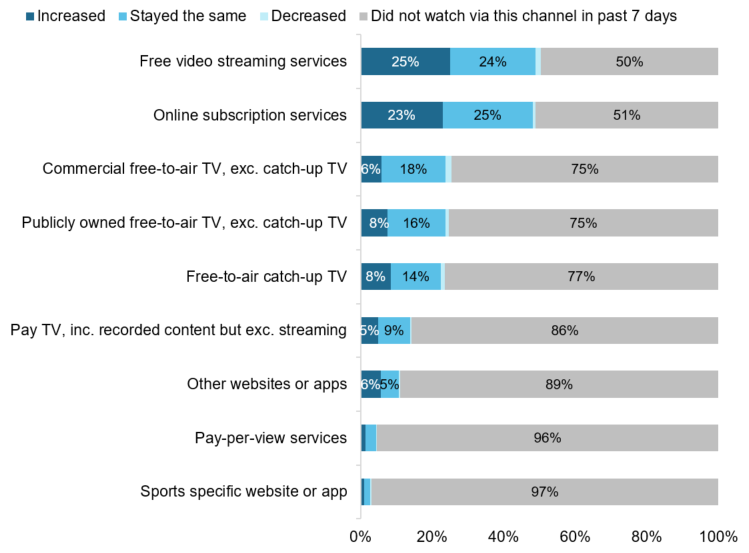 Increased Stayed the same Decreased Did not watch via this channel in past 7 days
Free video streaming services 25% 24% 50%
Online subscription services 23% 25% 51%
Commercial free-to-air TV, exc. catch-up TV 6% 18% 75%
Publicly owned free-to-air TV, exc. catch-up TV 8% 16% 75%
Free-to-air catch-up TV 8% 14% 77%
Pay TV, inc. recorded content but exc. streaming 5% 9% 86%
Other websites or apps 6% 5% 89%
Pay-per-view services 96%
Sports specific website or app 97%
0% 20% 40% 60% 80% 100%